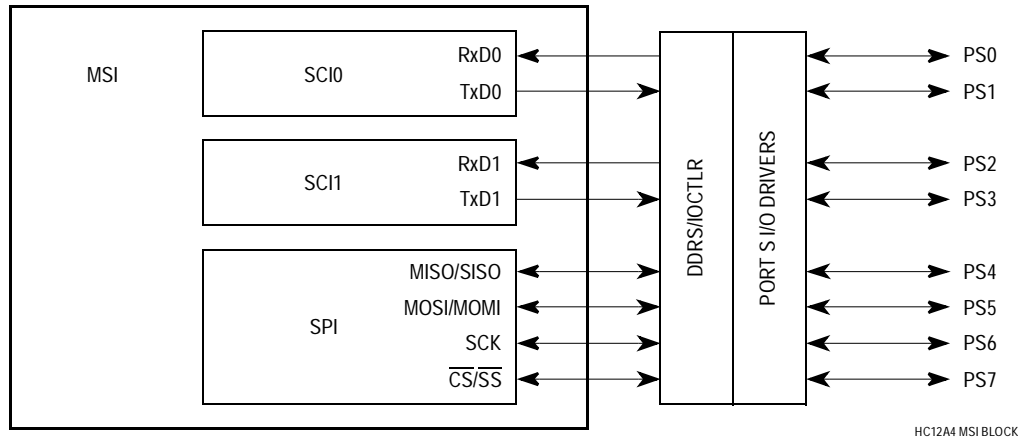 MSI
SCI0
RxD0
TxD0
SCI1
RxD1
TxD1
SPI
MISO/SISO
MOSI/MOMI
SCK
CS/SS
DDRS/IOCTLR
PORT S I/O DRIVERS
PS0
PS1
PS2
PS3
PS4
PS5
PS6
PS7
HC12A4 MSI BLOCK